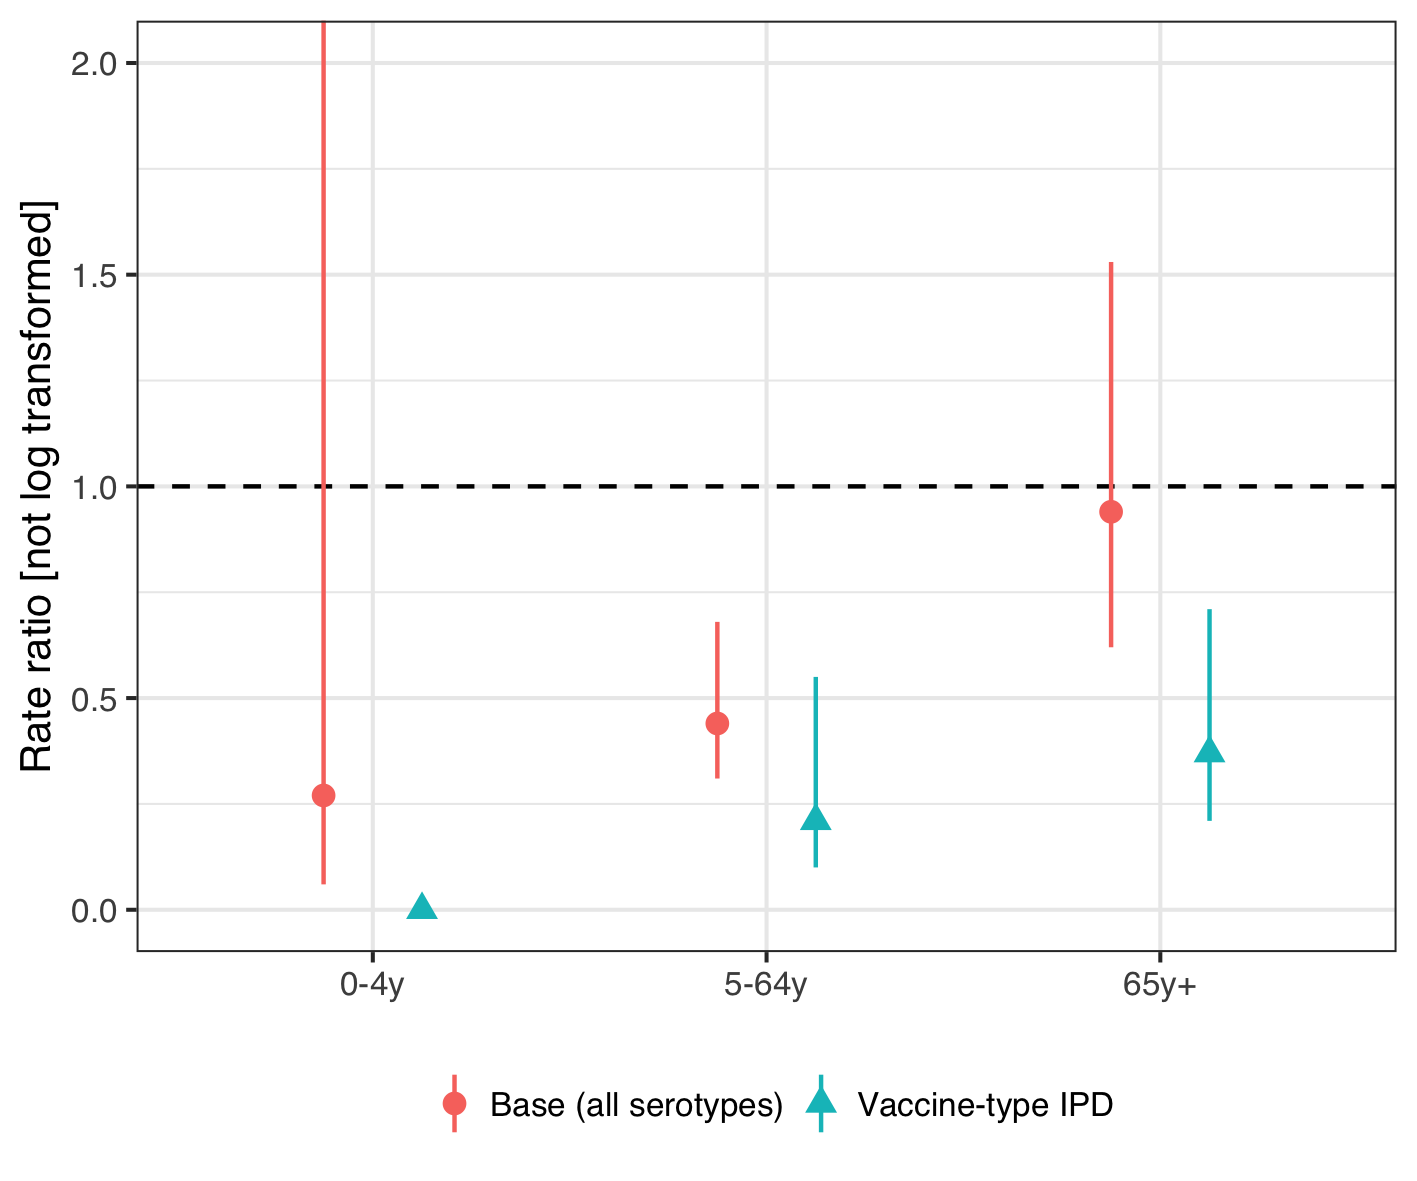 Rate ratio [not log transformed]
2.0
1.5
1.0
0.5
0.0
0-4y 5-64y 65y+
Base (all serotypes) Vaccine-type IPD